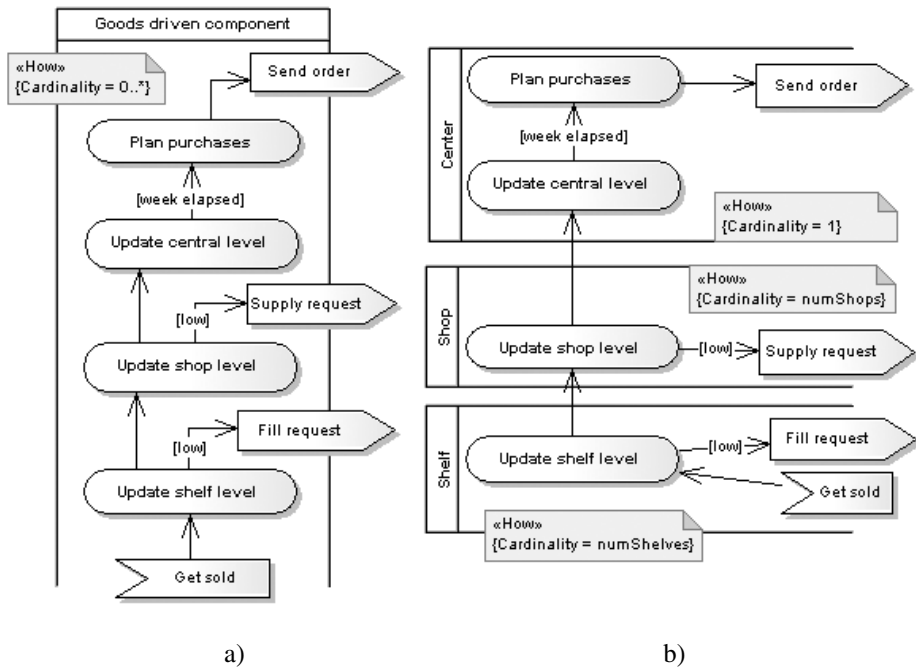 Goods driven component
«How»
{Cardinality = 0..*}
Send order
Plan purchases
[week elapsed]
Update central level
Supply request
[low]
Update shop level
Fill request
[low]
Update shelf level
Get sold
a)
Center
Plan purchases
Send order
[week elapsed]
Update central level
«How»
{Cardinality = 1}
Shop
«How»
{Cardinality = numShops}
Update shop level
[low]
Supply request
Shelf
Fill request
[low]
Update shelf level
Get sold
«How»
{Cardinality = numShelves}
b)